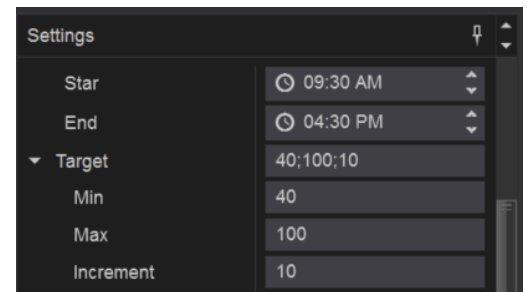 Settings
Star 09:30 AM
End 04:30 PM
Target 40;100;10
Min 40
Max 100
Increment 10